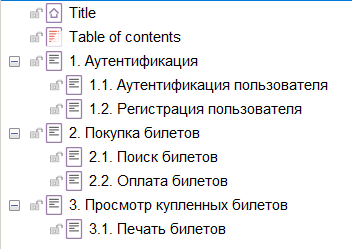 Title
Table of contents
1. Аутентификация
1.1. Аутентификация пользователя
1.2. Регистрация пользователя
2. Покупка билетов
2.1. Поиск билетов
2.2. Оплата билетов
3. Просмотр купленных билетов
3.1. Печать билетов